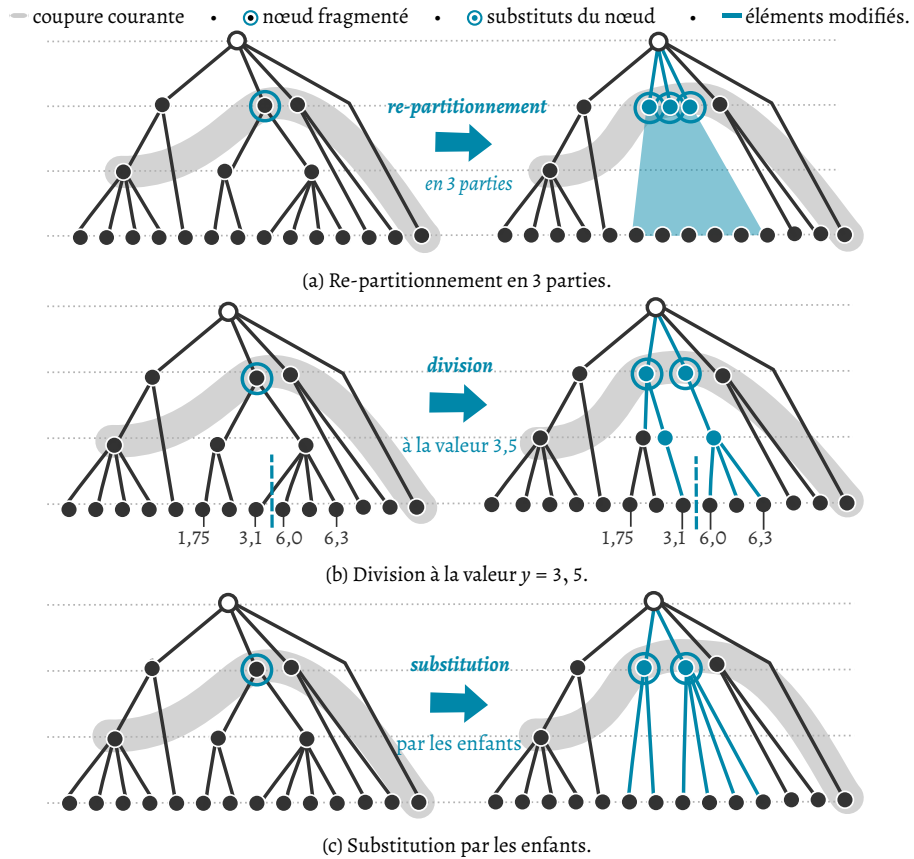 coupure courante • nœud fragmenté • substituts du nœud • éléments modifiés.
re-partitionnement
en 3 parties
(a) Re-partitionnement en 3 parties.
division
à la valeur 3,5
1,75 3,1 6,0 6,3 1,75 3,1 6,0 6,3
(b) Division à la valeur y = 3, 5.
substitution
par les enfants
(c) Substitution par les enfants.